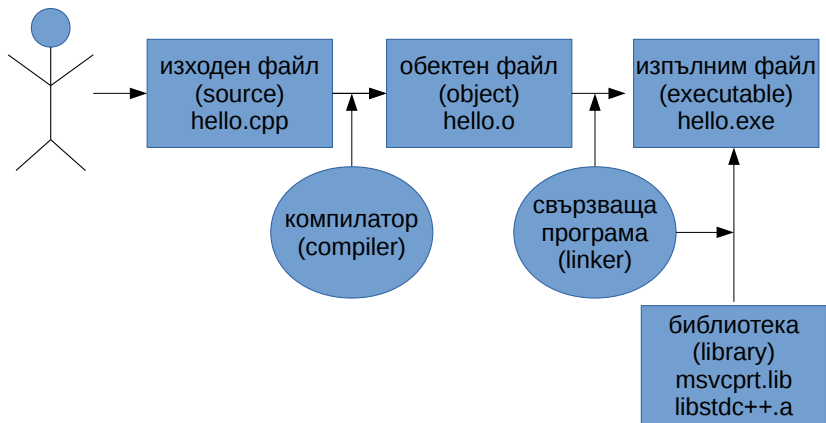 изходен файл
(source)
hello.cpp
обектен файл
(object)
hello.o
изпълним файл
(executable)
hello.exe
компилатор
(compiler)
свързваща
програма
(linker)
библиотека
(library)
msvcprt.lib
libstdc++.a